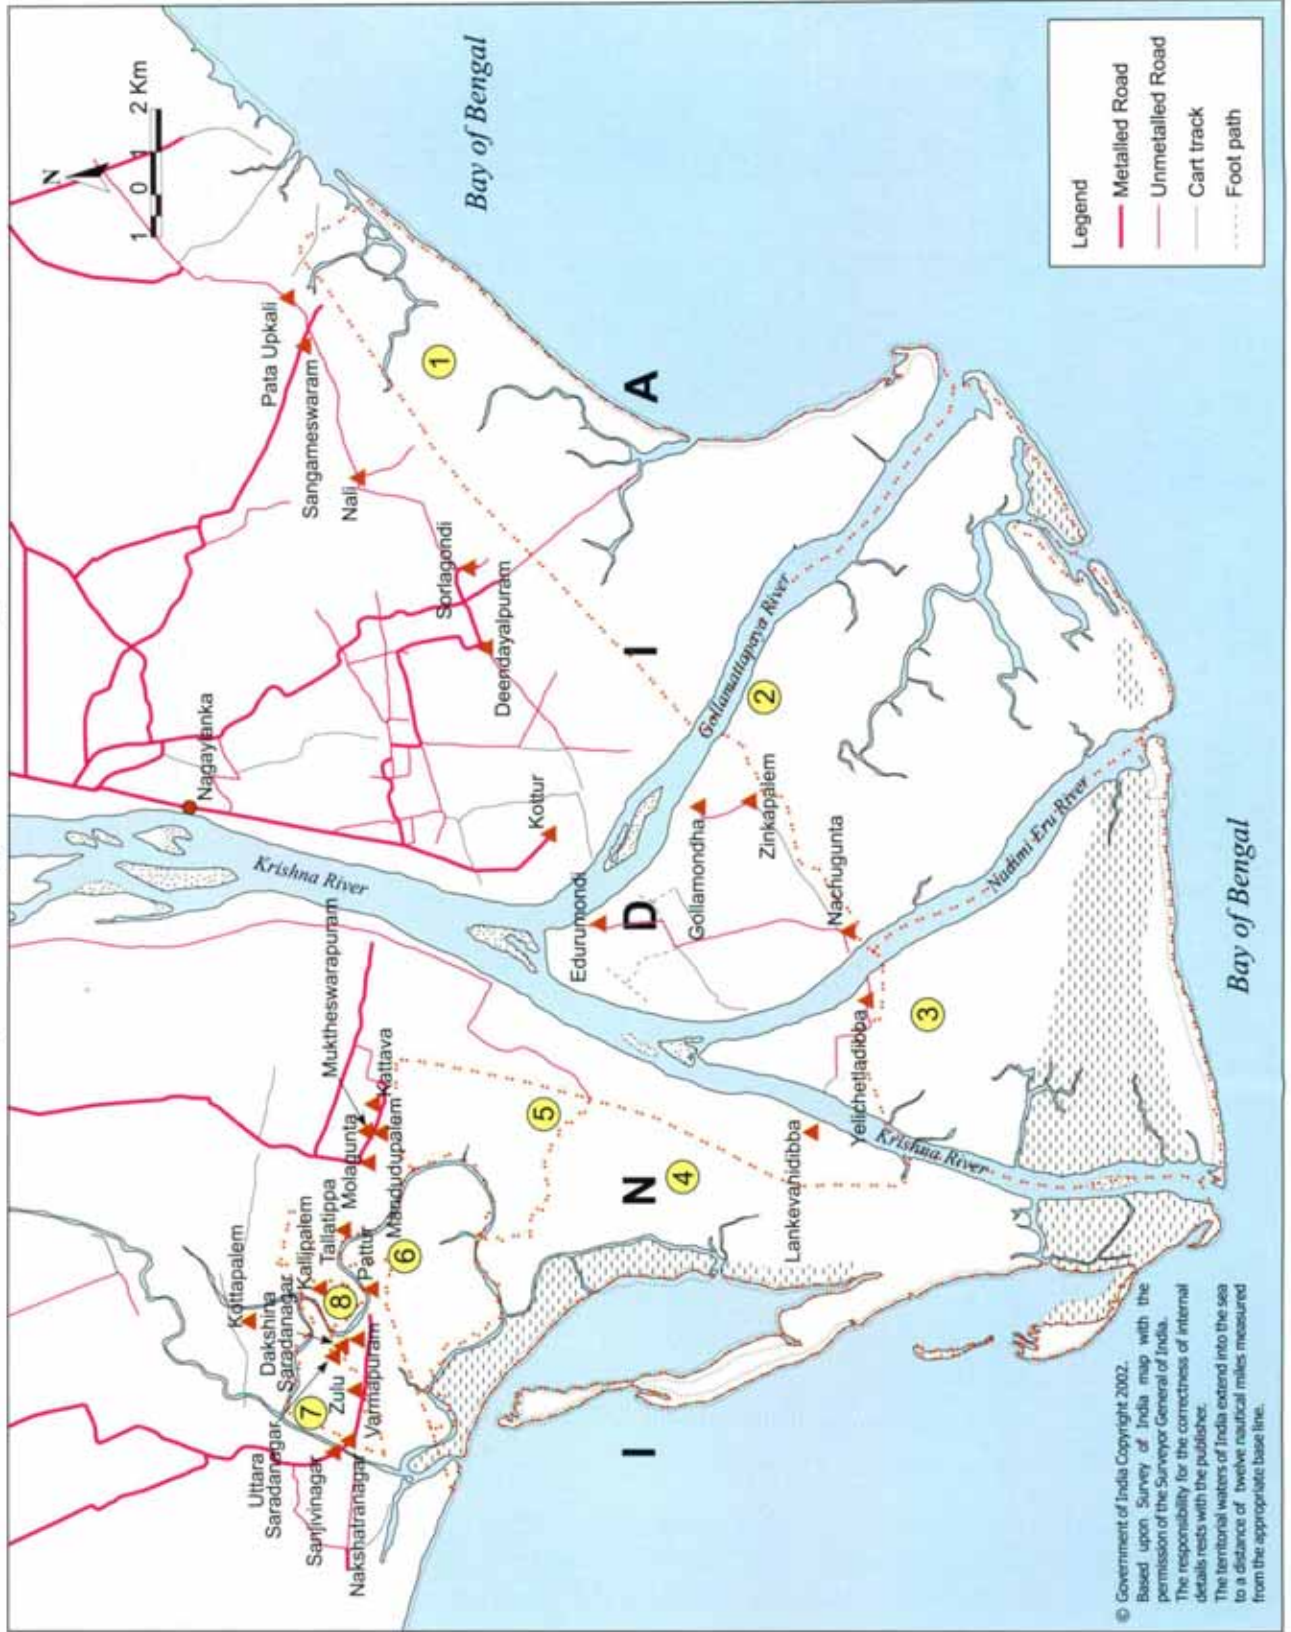 N
1 0 1 2 Km
Bay of Bengal
Pata Upkali
Sangameswaram
Nali
Sorlagondi
Deendayalpuram
Nagaylanka
Kottur
Krishna River
Muktheswarapuram
Kattava
Molagunta
Mandudupalem
Tallatippa
Kallipalem
Pattur
Kottapalem
Dakshina
Saradanagar
Zulu
Varmapuram
Uttara
Saradanagar
Sanjivinagar
Nakshatranagar
Edurumondi
Gollamondha
Zinkapalem
Nachugunta
Yelichetladibba
Lankevanidibba
Gollamattapaya River
Nadimi Eru River
Krishna River
1
2
3
4
5
6
7
8
I N D I A
Bay of Bengal
Legend
Metalled Road
Unmetalled Road
Cart track
Foot path
© Government of India Copyright 2002.
Based upon Survey of India map with the
permission of the Surveyor General of India.
The responsibility for the correctness of internal
details rests with the publisher.
The territorial waters of India extend into the sea
to a distance of twelve nautical miles measured
from the appropriate base line.